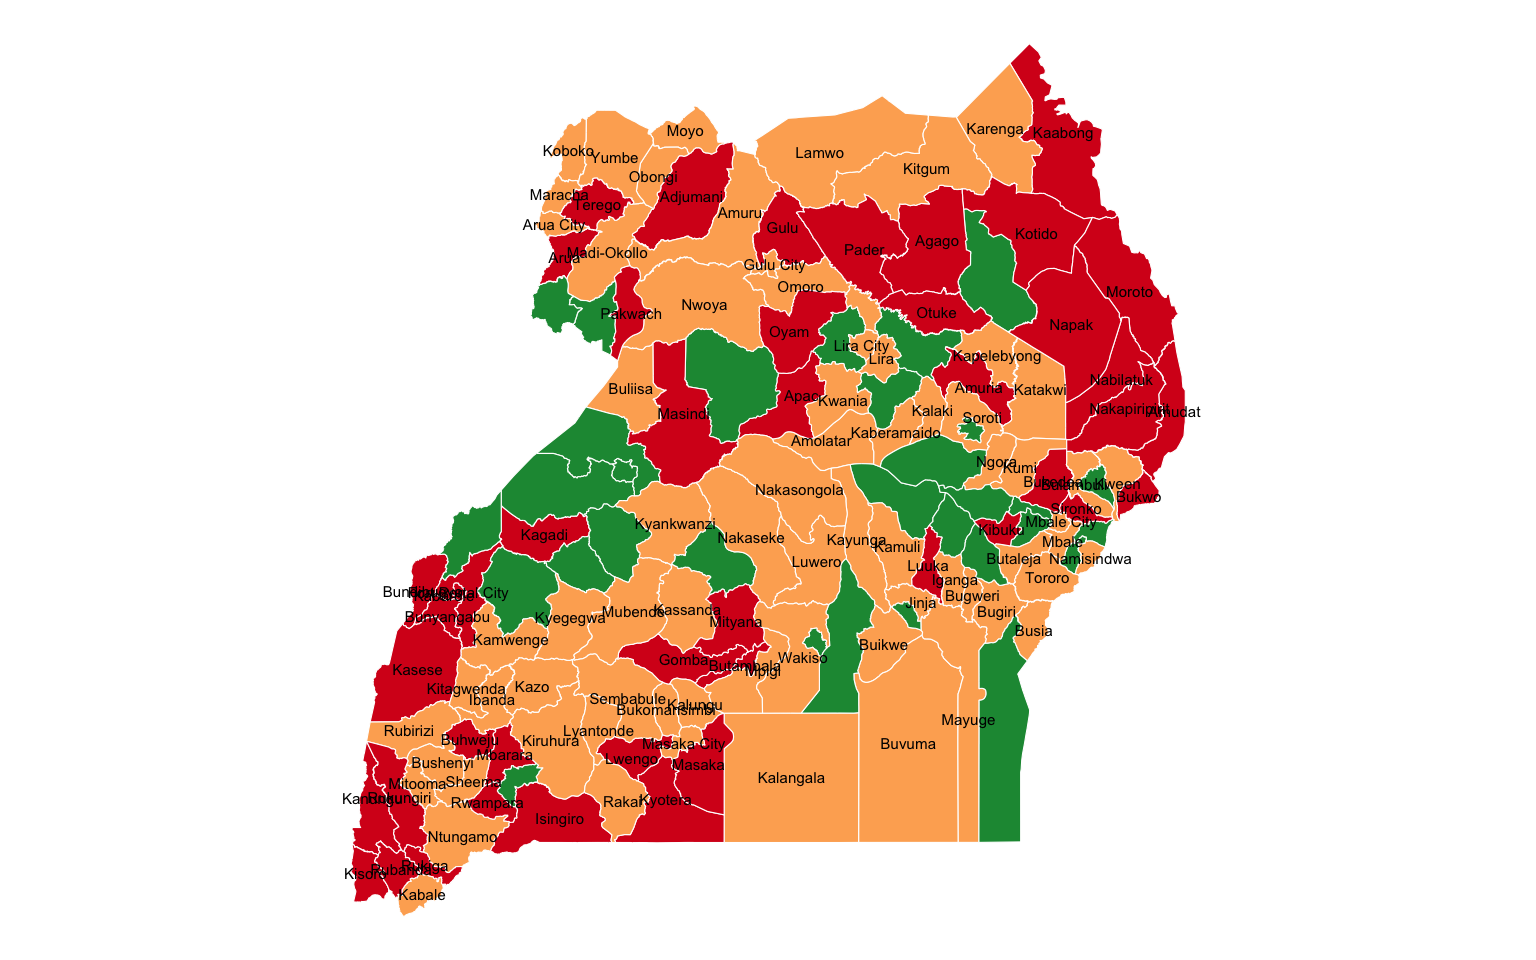 Karenga
Moyo
Kaabong
Koboko
Yumbe
Lamwo
Kitgum
Obongi
Maracha
Adjumani
Terego
Amuru
Arua City
Gulu
Kotido
Agago
Pader
Madi-Okollo
Arua
Gulu City
Omoro
Moroto
Nwoya
Pakwach
Otuke
Napak
Oyam
Lira City
Lira
Kapelebyong
Nabilatuk
Buliisa
Amuria
Katakwi
Apac
Kwania
Nakapiripirit
Amudat
Kalaki
Masindi
Soroti
Kaberamaido
Amolatar
Ngora
Kumi
Bukedea
Bulambuli
Kween
Nakasongola
Bukwo
Sironko
Kyankwanzi
Mbale City
Kibuku
Kagadi
Nakaseke
Kayunga
Mbale
Kamuli
Butaleja
Namisindwa
Luwero
Luuka
Tororo
Iganga
Kabarole
Bugweri
Jinja
Kassanda
Mubende
Bugiri
Bunyangabu
Kyegegwa
Mityana
Busia
Kamwenge
Buikwe
Wakiso
Gomba
Butambala
Kasese
Mpigi
Kazo
Kitagwenda
Ibanda
Sembabule
Kalungu
Bukomansimbi
Mayuge
Rubirizi
Lyantonde
Buhweju
Kiruhura
Masaka City
Buvuma
Mbarara
Lwengo
Bushenyi
Masaka
Kalangala
Sheema
Mitooma
Kanungu
Rukungiri
Kyotera
Rakai
Rwampara
Isingiro
Ntungamo
Rukiga
Rubanda
Kisoro
Kabale